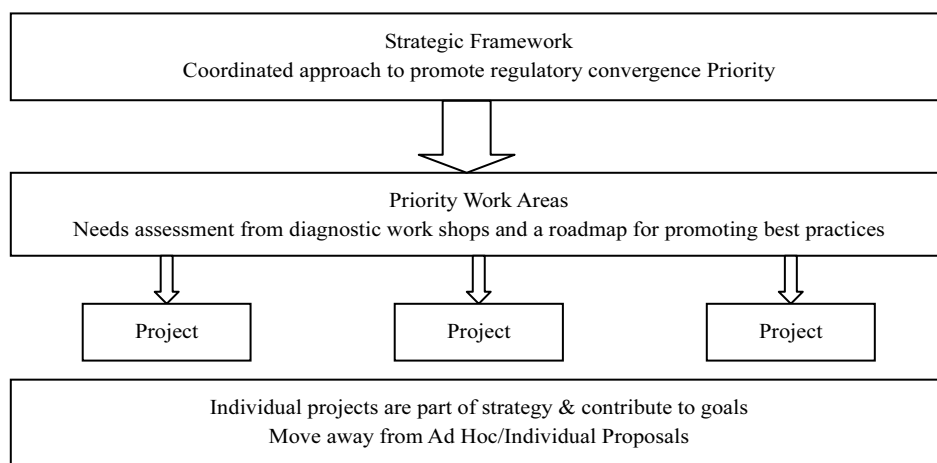 Strategic Framework
Coordinated approach to promote regulatory convergence Priority
Priority Work Areas
Needs assessment from diagnostic work shops and a roadmap for promoting best practices
Project
Project
Project
Individual projects are part of strategy & contribute to goals
Move away from Ad Hoc/Individual Proposals